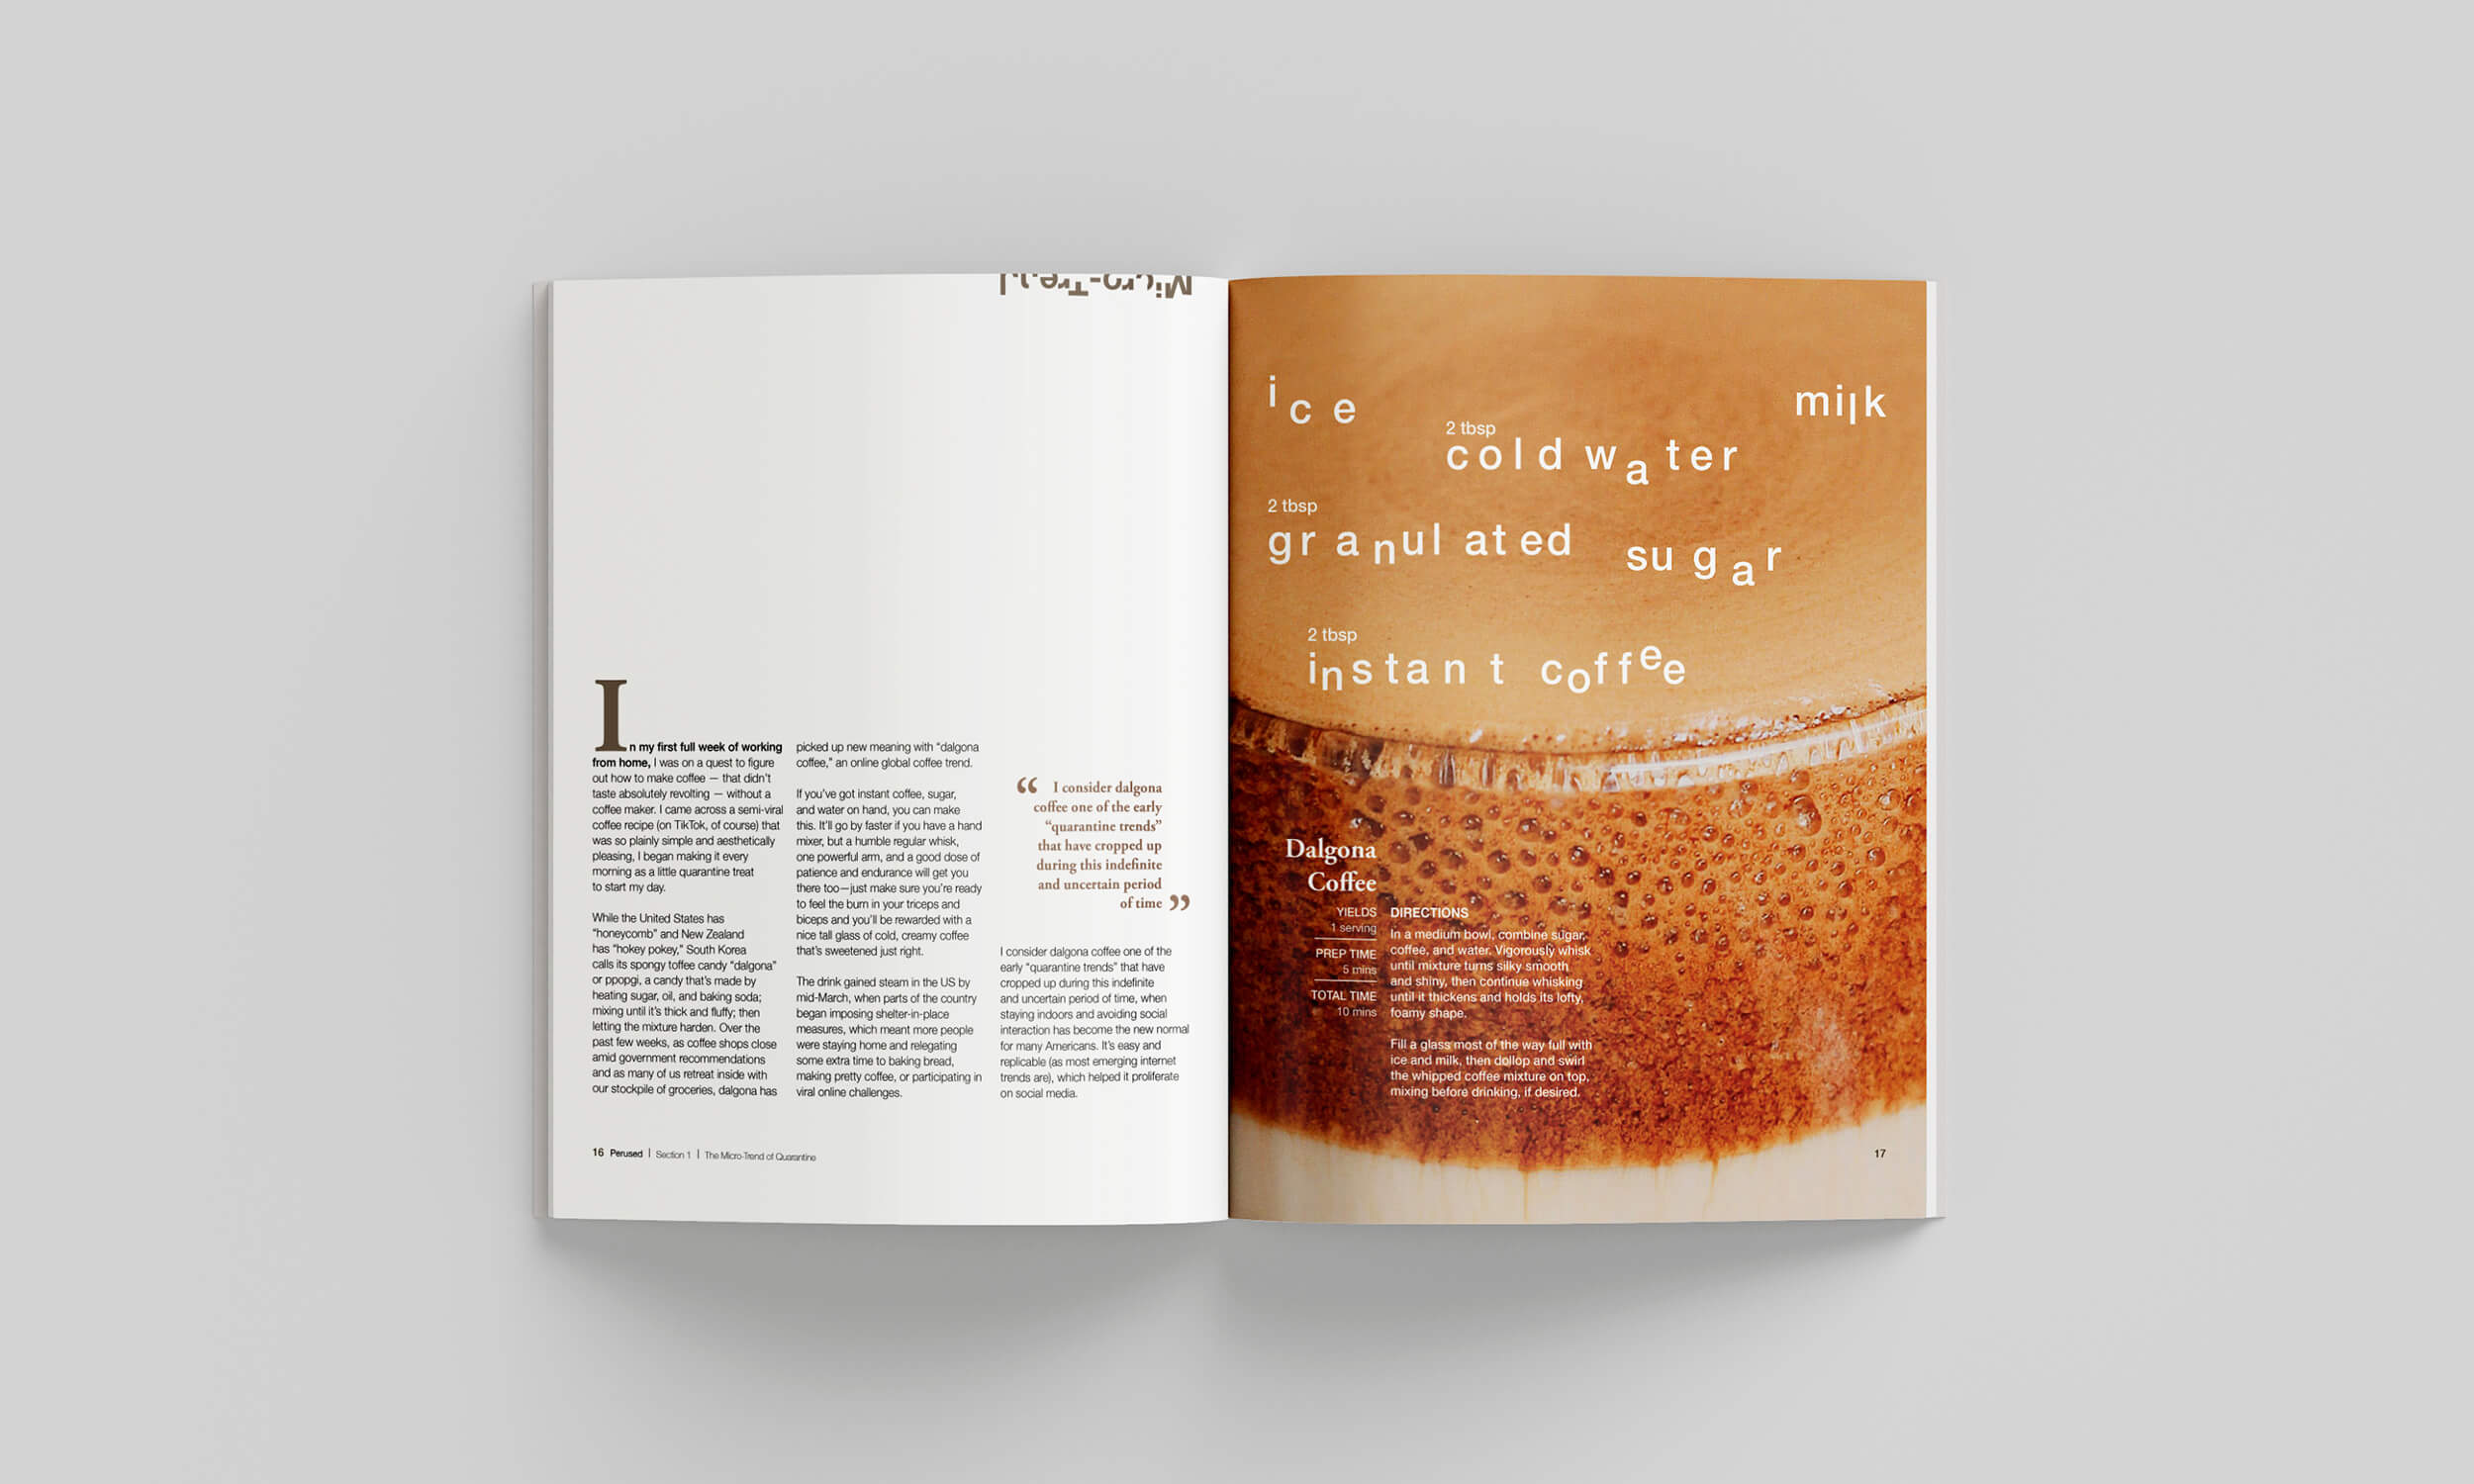 Micro-Trend
In my first full week of working
from home, I was on a quest to figure
out how to make coffee — that didn't
taste absolutely revolting — without a
coffee maker. I came across a semi-viral
coffee recipe (on TikTok, of course) that
was so plainly simple and aesthetically
pleasing, I began making it every
morning as a little quarantine treat
to start my day.
While the United States has
“honeycomb” and New Zealand
has “hokey pokey,” South Korea
calls its spongy toffee candy “dalgona”
or ppopgi, a candy that's made by
heating sugar, oil, and baking soda;
mixing until it's thick and fluffy; then
letting the mixture harden. Over the
past few weeks, as coffee shops close
amid government recommendations
and as many of us retreat inside with
our stockpile of groceries, dalgona has
picked up new meaning with “dalgona
coffee,” an online global coffee trend.
If you've got instant coffee, sugar,
and water on hand, you can make
this. It'll go by faster if you have a hand
mixer, but a humble regular whisk,
one powerful arm, and a good dose of
patience and endurance will get you
there too—just make sure you're ready
to feel the burn in your triceps and
biceps and you'll be rewarded with a
nice tall glass of cold, creamy coffee
that's sweetened just right.
The drink gained steam in the US by
mid-March, when parts of the country
began imposing shelter-in-place
measures, which meant more people
were staying home and relegating
some extra time to baking bread,
making pretty coffee, or participating in
viral online challenges.
“ I consider dalgona
coffee one of the early
“quarantine trends”
that have cropped up
during this indefinite
and uncertain period
of time ”
I consider dalgona coffee one of the
early “quarantine trends” that have
cropped up during this indefinite
and uncertain period of time, when
staying indoors and avoiding social
interaction has become the new normal
for many Americans. It's easy and
replicable (as most emerging internet
trends are), which helped it proliferate
on social media.
16 Perused | Section 1 | The Micro-Trend of Quarantine
ice
milk
2 tbsp
cold water
2 tbsp
granulated sugar
2 tbsp
instant coffee
Dalgona
Coffee
YIELDS
1 serving
PREP TIME
5 mins
TOTAL TIME
10 mins
DIRECTIONS
In a medium bowl, combine sugar,
coffee, and water. Vigorously whisk
until mixture turns silky smooth
and shiny, then continue whisking
until it thickens and holds its lofty,
foamy shape.
Fill a glass most of the way full with
ice and milk, then dollop and swirl
the whipped coffee mixture on top,
mixing before drinking, if desired.
17